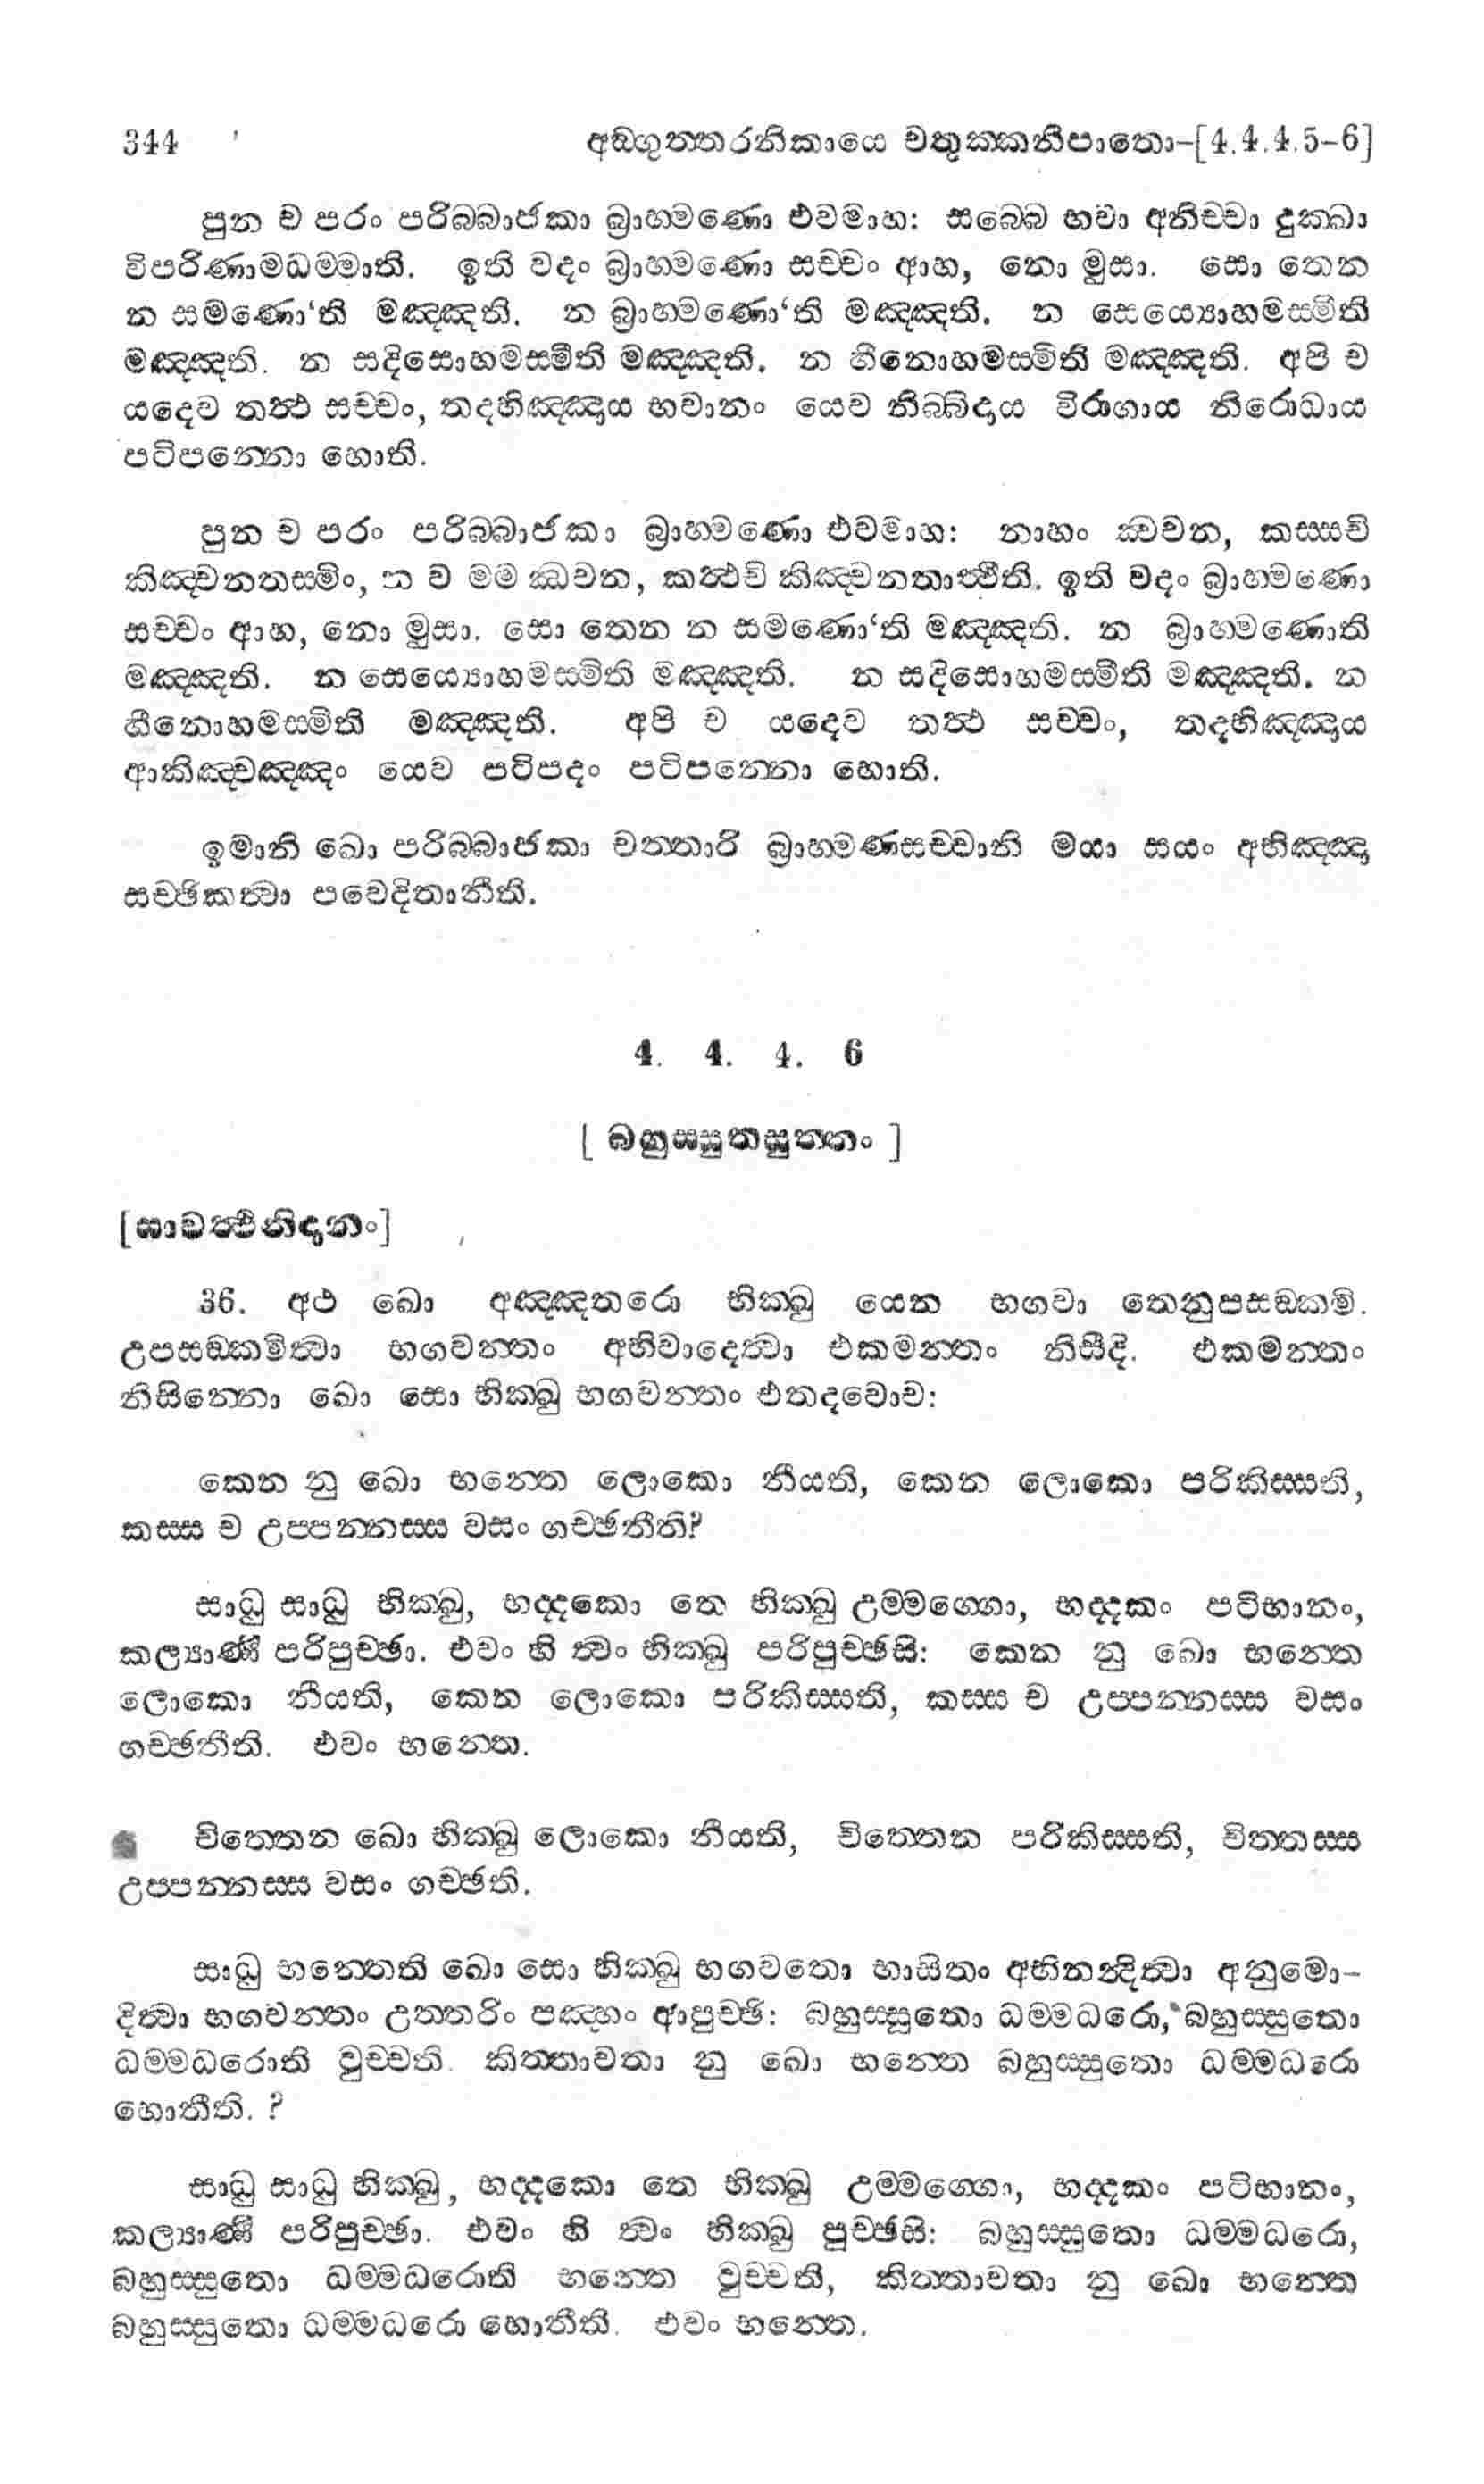 344 අඞ්ගුත්තරනිකායෙ චතුක්කනිපාතො-[4.4.4.5-6]
පුන ච පරං පරිබ්බාජකා බ්‍රාහ්මණො එවමාහ: සබ්බෙ භවා අනිච්චා දුක්ඛා
විපරිණාමධම්මාති. ඉති වදං බ්‍රාහ්මණො සච්චං ආහ, නො මුසා. සො තෙන
න සමණො‘ති මඤ්ඤති. න බ්‍රාහ්මණො‘ති මඤ්ඤති. න සෙය්‍යොහමස්මීති
මඤ්ඤති. න සදිසොහමස්මීති මඤ්ඤති. න හීනොහමස්මිති මඤ්ඤති. අපි ච
යදෙව තත්‍ථ සච්චං, තදභිඤ්ඤාය භවානං යෙව නිබ්බිදාය විරාගාය නිරොධාය
පටිපන්නො හොති.
පුන ච පරං පරිබ්බාජකා බ්‍රාහ්මණො එවමාහ: නාහං ක්‍වචන, කස්සචි
කිඤ්චනතස්මිං, න ච මම ක්‍වචන, කත්‍ථචි කිඤ්චනතාත්‍ථීති. ඉති වදං බ්‍රාහ්මණො
සච්චං ආහ, නො මුසා. සො තෙන න සමණො‘ති මඤ්ඤති. න බ්‍රාහ්මණොති
මඤ්ඤති. න සෙය්‍යොහමස්මිති මඤ්ඤති. න සදිසොහමස්මීති මඤ්ඤති. න
හීනොහමස්මිති මඤ්ඤති. අපි ච යදෙව තත්‍ථ සච්චං, තදභිඤ්ඤාය
ආකිඤ්චඤ්ඤං යෙව පටිපදං පටිපන්නො හොති.
ඉමානි ඛො පරිබ්බාජකා චත්තාරි බ්‍රාහ්මණසච්චානි මයා සයං අභිඤ්ඤා
සච්ඡිකත්‍වා පවෙදිතානීති.
4. 4. 4. 6
[ බහුස්සුතසුත්තං ]
[සාවත්‍ථිනිදානං]
36. අථ ඛො අඤ්ඤතරො භික්ඛු යෙන භගවා තෙනුපසඞ්කමි.
උපසඞ්කමිත්‍වා භගවන්තං අභිවාදෙත්‍වා එකමන්තං නිසීදි. එකමන්තං
නිසින්නො ඛො සො භික්ඛු භගවන්තං එතදවොච:
කෙන නු ඛො භන්තෙ ලොකො නීයති, කෙන ලොකො පරිකිස්සති,
කස්ස ච උප්පන්නස්ස වසං ගච්ඡතීති?
සාධු සාධු භික්ඛු, භද්දකො තෙ භික්ඛු උම්මග්ගො, භද්දකං පටිභානං,
කල්‍යාණී පරිපුච්ඡා. එවං හි ත්‍වං භික්ඛු පරිපුච්ඡසි: කෙන නු ඛො භන්තෙ
ලොකො නීයති, කෙන ලොකො පරිකිස්සති, කස්ස ච උප්පන්නස්ස වසං
ගච්ඡතීති. එවං භන්තෙ.
චිත්තෙන ඛො භික්ඛු ලොකො නීයති, චිත්තෙන පරිකිස්සති, චිත්තස්ස
උප්පන්නස්ස වසං ගච්ඡති.
සාධු භන්තෙති ඛො සො භික්ඛු භගවතො භාසිතං අභිනන්‍දිත්‍වා අනුමො-
දිත්‍වා භගවන්තං උත්තරිං පඤ්හං ආපුච්ඡි: බහුස්සුතො ධම්මධරො, බහුස්සුතො
ධම්මධරොති වුච්චති. කිත්තාවතා නු ඛො භන්තෙ බහුස්සුතො ධම්මධරො
හොතීති. ?
සාධු සාධු භික්ඛු, භද්දකො තෙ භික්ඛු උම්මග්ගො, භද්දකං පටිභානං,
කල්‍යාණී පරිපුච්ඡා. එවං හි ත්‍වං භික්ඛු පුච්ඡසි: බහුස්සුතො ධම්මධරො,
බහුස්සුතො ධම්මධරොති භන්තෙ වුච්චති, කිත්තාවතා නු ඛො භන්තෙ
බහුස්සුතො ධම්මධරො හොතීති. එවං භන්තෙ.